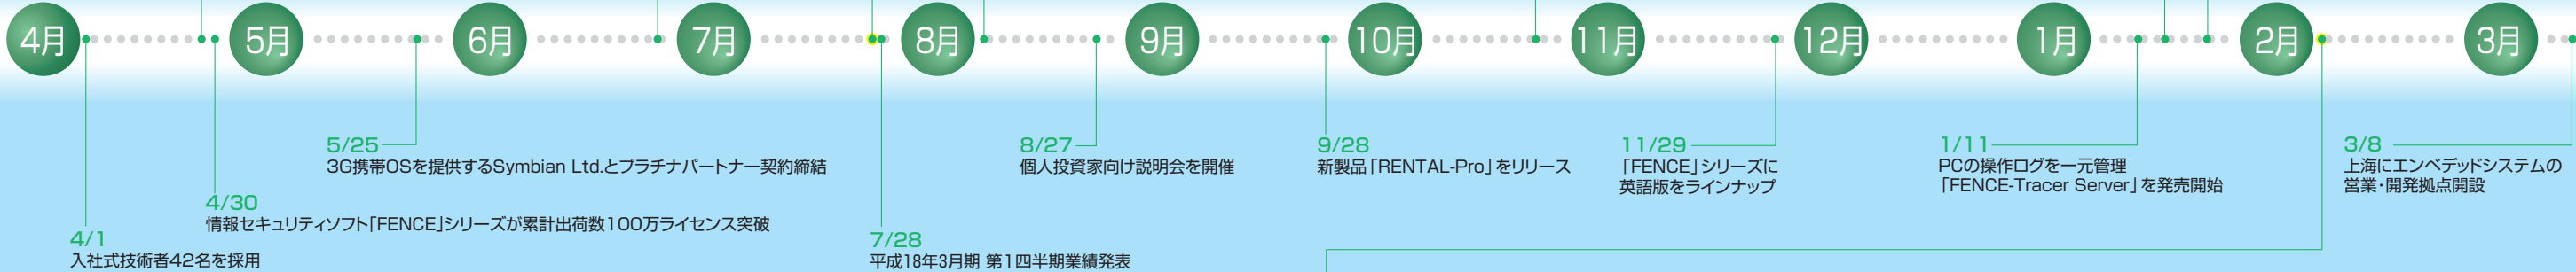 4月
5月
6月
7月
8月
9月
10月
11月
12月
1月
2月
3月
5/25
3G携帯OSを提供するSymbian Ltd.とプラチナパートナー契約締結
4/30
情報セキュリティソフト「FENCE」シリーズが累計出荷数100万ライセンス突破
4/1
入社式技術者42名を採用
7/28
平成18年3月期 第1四半期業績発表
8/27
個人投資家向け説明会を開催
9/28
新製品「RENTAL-Pro」をリリース
11/29
「FENCE」シリーズに
英語版をラインナップ
1/11
PCの操作ログを一元管理
「FENCE-Tracer Server」を発売開始
3/8
上海にエンベデッドシステムの
営業・開発拠点開設